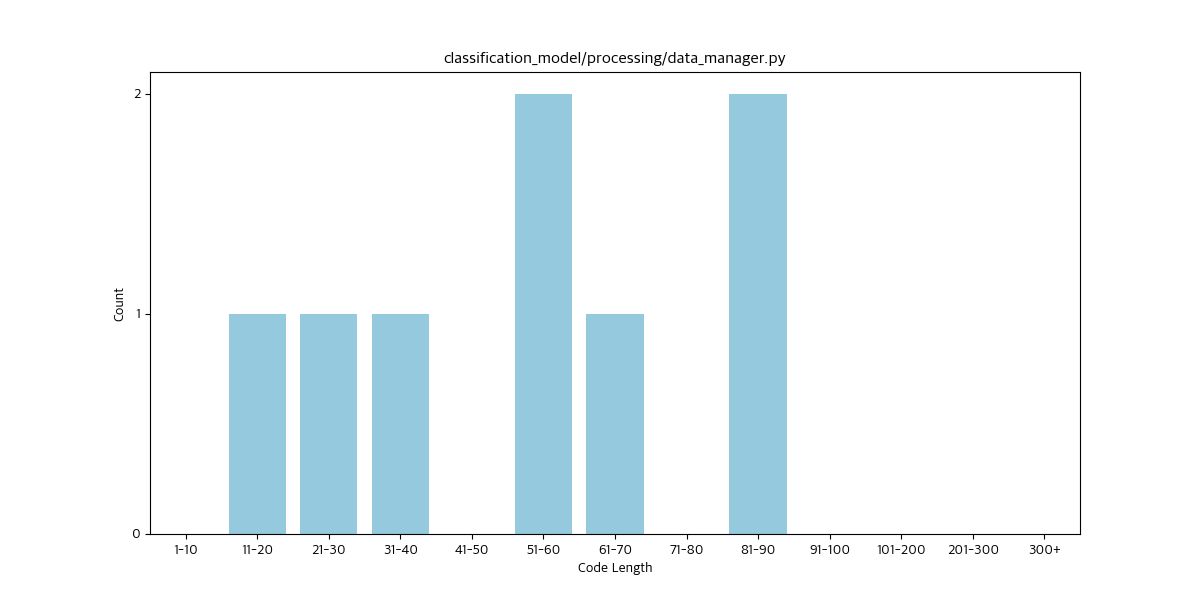 classification_model/processing/data_manager.py
2
1
0
Count
1-10 11-20 21-30 31-40 41-50 51-60 61-70 71-80 81-90 91-100 101-200 201-300 300+
Code Length